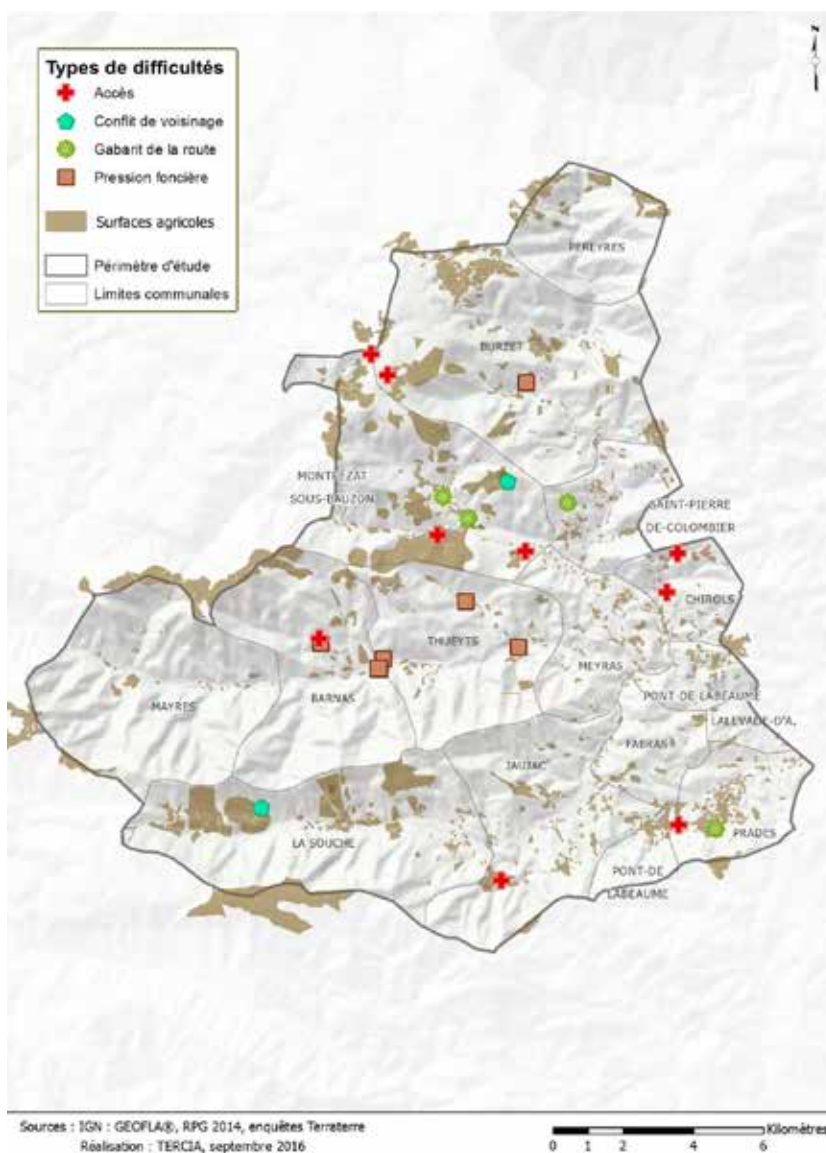 N
Types de difficultés
Accès
Conflit de voisinage
Gabarit de la route
Pression foncière
Surfaces agricoles
Périmètre d'étude
Limites communales
PEREYRES
BURZET
MONTPEZAT
SOUS-BAUZON
SAINT-PIERRE
DE-COLOMBIER
CHIROLS
THUEYTS
MEYRAS
MAYRES
BARNAS
PONT-DE LABEAUME
LALEVADE-D'A.
FABRAS
JAUJAC
PRADES
LA SOUCHE
PONT-DE
LABEAUME
Sources : IGN : GEOFLA®, RPG 2014, enquêtes Terraterre
Réalisation : TERCIA, septembre 2016
Kilomètres
0 1 2 4 6